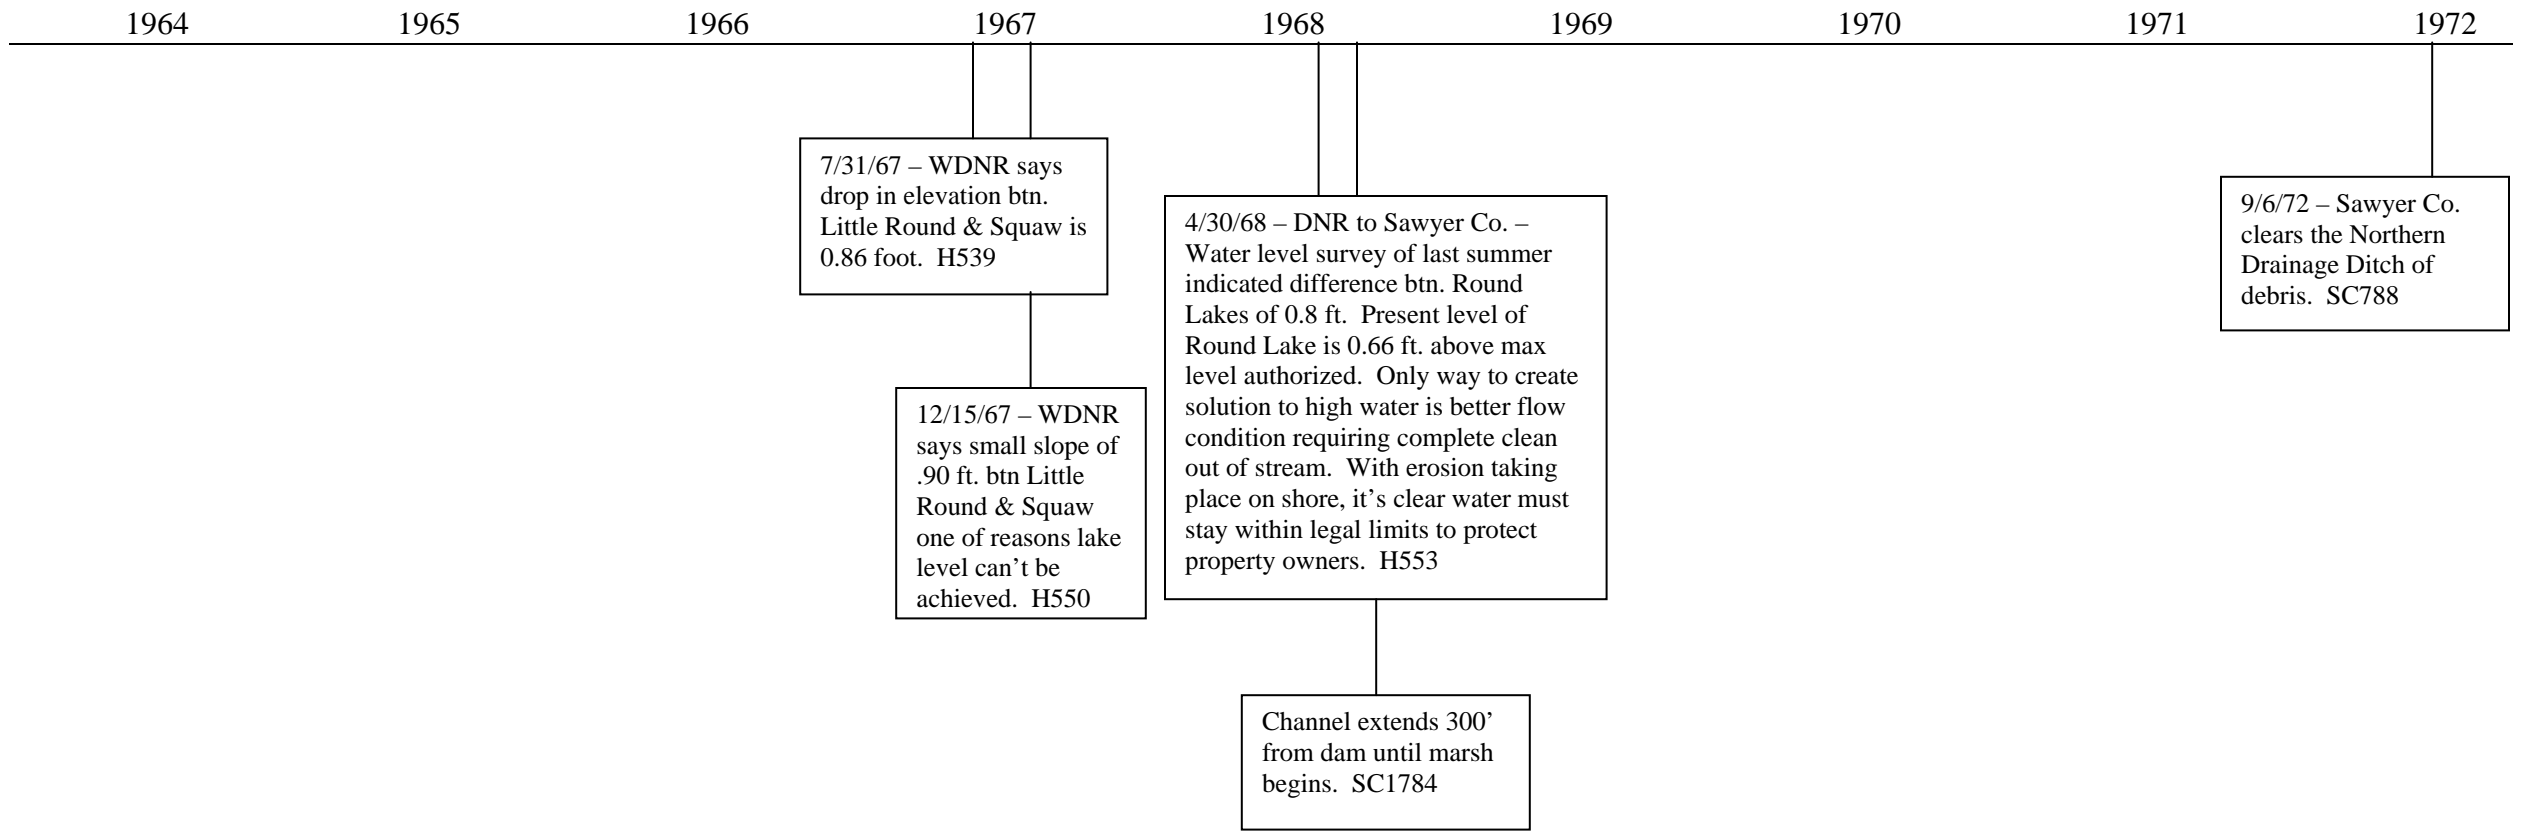 1964 1965 1966 1967 1968 1969 1970 1971 1972
7/31/67 – WDNR says
drop in elevation btn.
Little Round & Squaw is
0.86 foot.  H539
12/15/67 – WDNR
says small slope of
.90 ft. btn Little
Round & Squaw
one of reasons lake
level can’t be
achieved.  H550
4/30/68 – DNR to Sawyer Co. –
Water level survey of last summer
indicated difference btn. Round
Lakes of 0.8 ft.  Present level of
Round Lake is 0.66 ft. above max
level authorized.  Only way to create
solution to high water is better flow
condition requiring complete clean
out of stream.  With erosion taking
place on shore, it’s clear water must
stay within legal limits to protect
property owners.  H553
Channel extends 300’
from dam until marsh
begins.  SC1784
9/6/72 – Sawyer Co.
clears the Northern
Drainage Ditch of
debris.  SC788